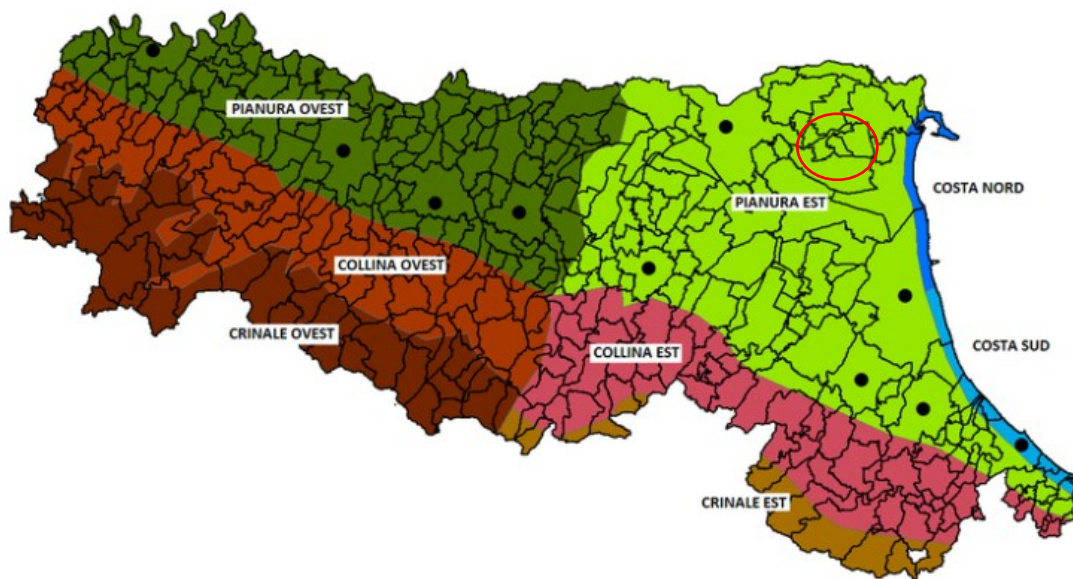 PIANURA OVEST
COSTA NORD
PIANURA EST
COLLINA OVEST
CRINALE OVEST
COSTA SUD
COLLINA EST
CRINALE EST